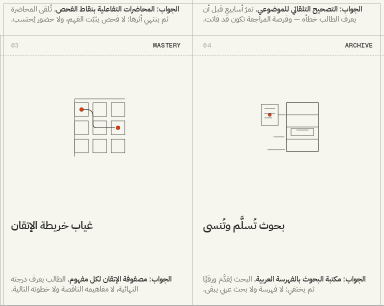 الجواب: المحاضرات التفاعلية بنقاط الفحص. تُلقى المحاضرة
ثم ينتهي أثرها: لا فحص يثبّت الفهم، ولا حضور يُحتسب.
الجواب: التصحيح التلقائي للموضوعي. تمرّ أسابيع قبل أن
يعرف الطالب خطأه — وفرصة المراجعة تكون قد فاتت.
03 MASTERY
غياب خريطة الإتقان
الجواب: مصفوفة الإتقان لكل مفهوم. الطالب يعرف درجته
النهائية، لا مفاهيمه الناقصة ولا خطوته التالية.
04 ARCHIVE
بحوث تُسلَّم وتُنسى
الجواب: مكتبة البحوث بالفهرسة العربية. البحث يُقدَّم ورقيًا
ثم يختفي: لا فهرسة ولا بحث عربي يبقى.